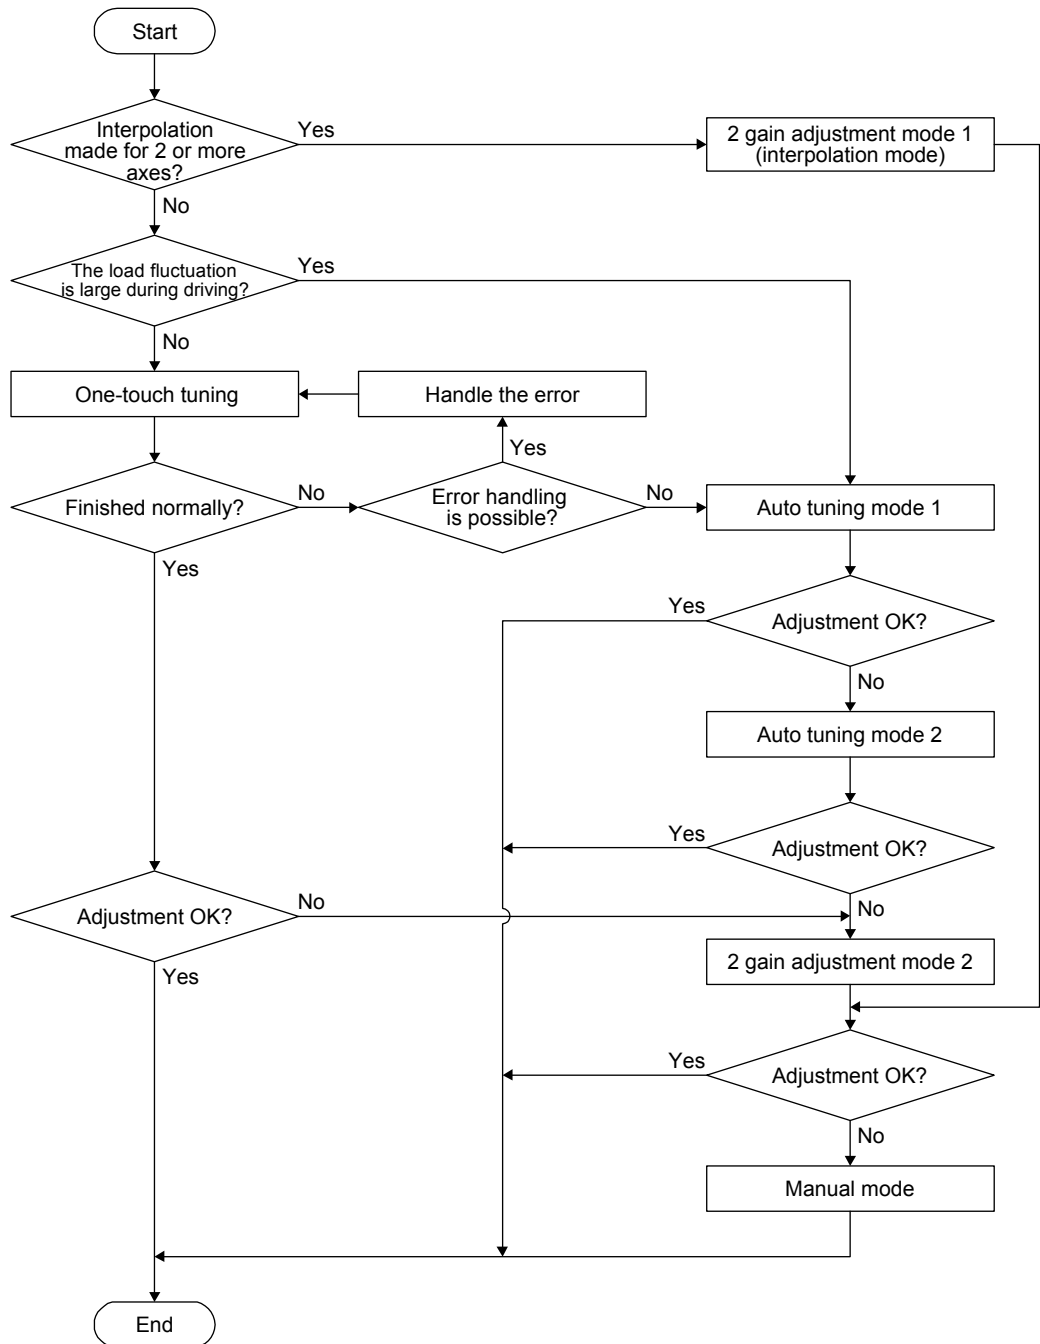 Start
Interpolation
made for 2 or more
axes?
Yes
2 gain adjustment mode 1
(interpolation mode)
No
The load fluctuation
is large during driving?
Yes
No
One-touch tuning
Handle the error
Yes
Finished normally?
No
Error handling
is possible?
No
Auto tuning mode 1
Yes
Yes
Adjustment OK?
No
Auto tuning mode 2
Yes
Adjustment OK?
No
Adjustment OK?
No
Yes
2 gain adjustment mode 2
Yes
Adjustment OK?
No
Manual mode
End